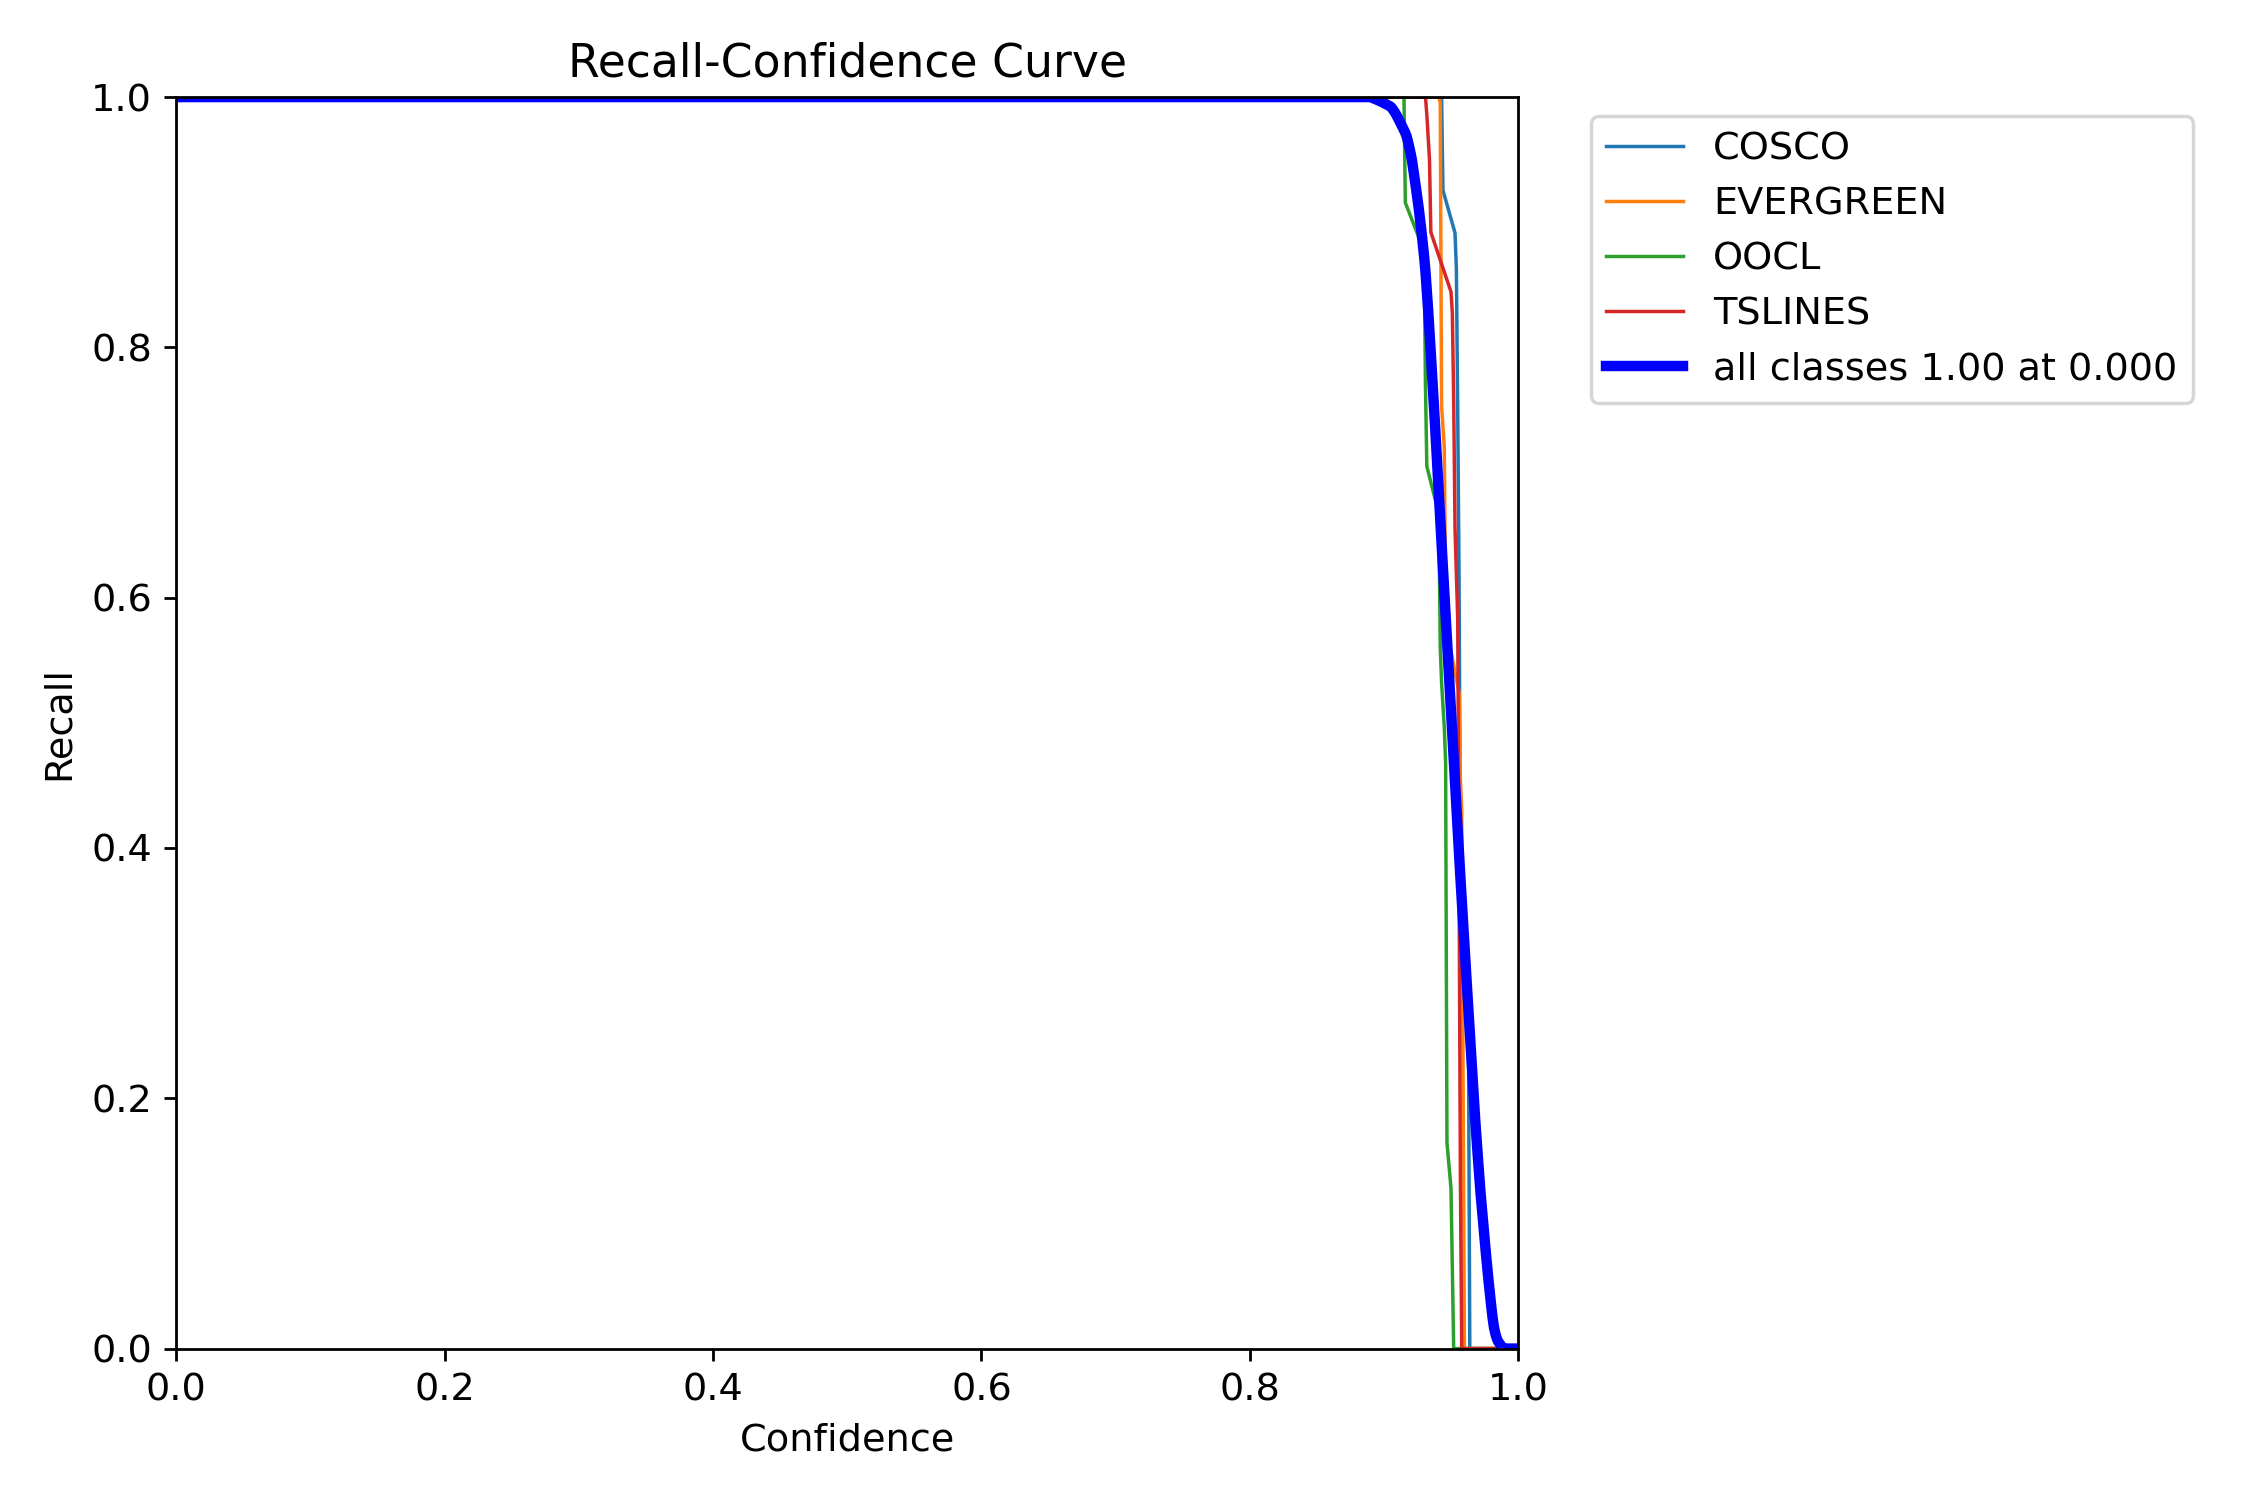 Recall-Confidence Curve
1.0
0.8
0.6
0.4
0.2
0.0
Recall
0.0 0.2 0.4 0.6 0.8 1.0
Confidence
COSCO
EVERGREEN
OOCL
TSLINES
all classes 1.00 at 0.000